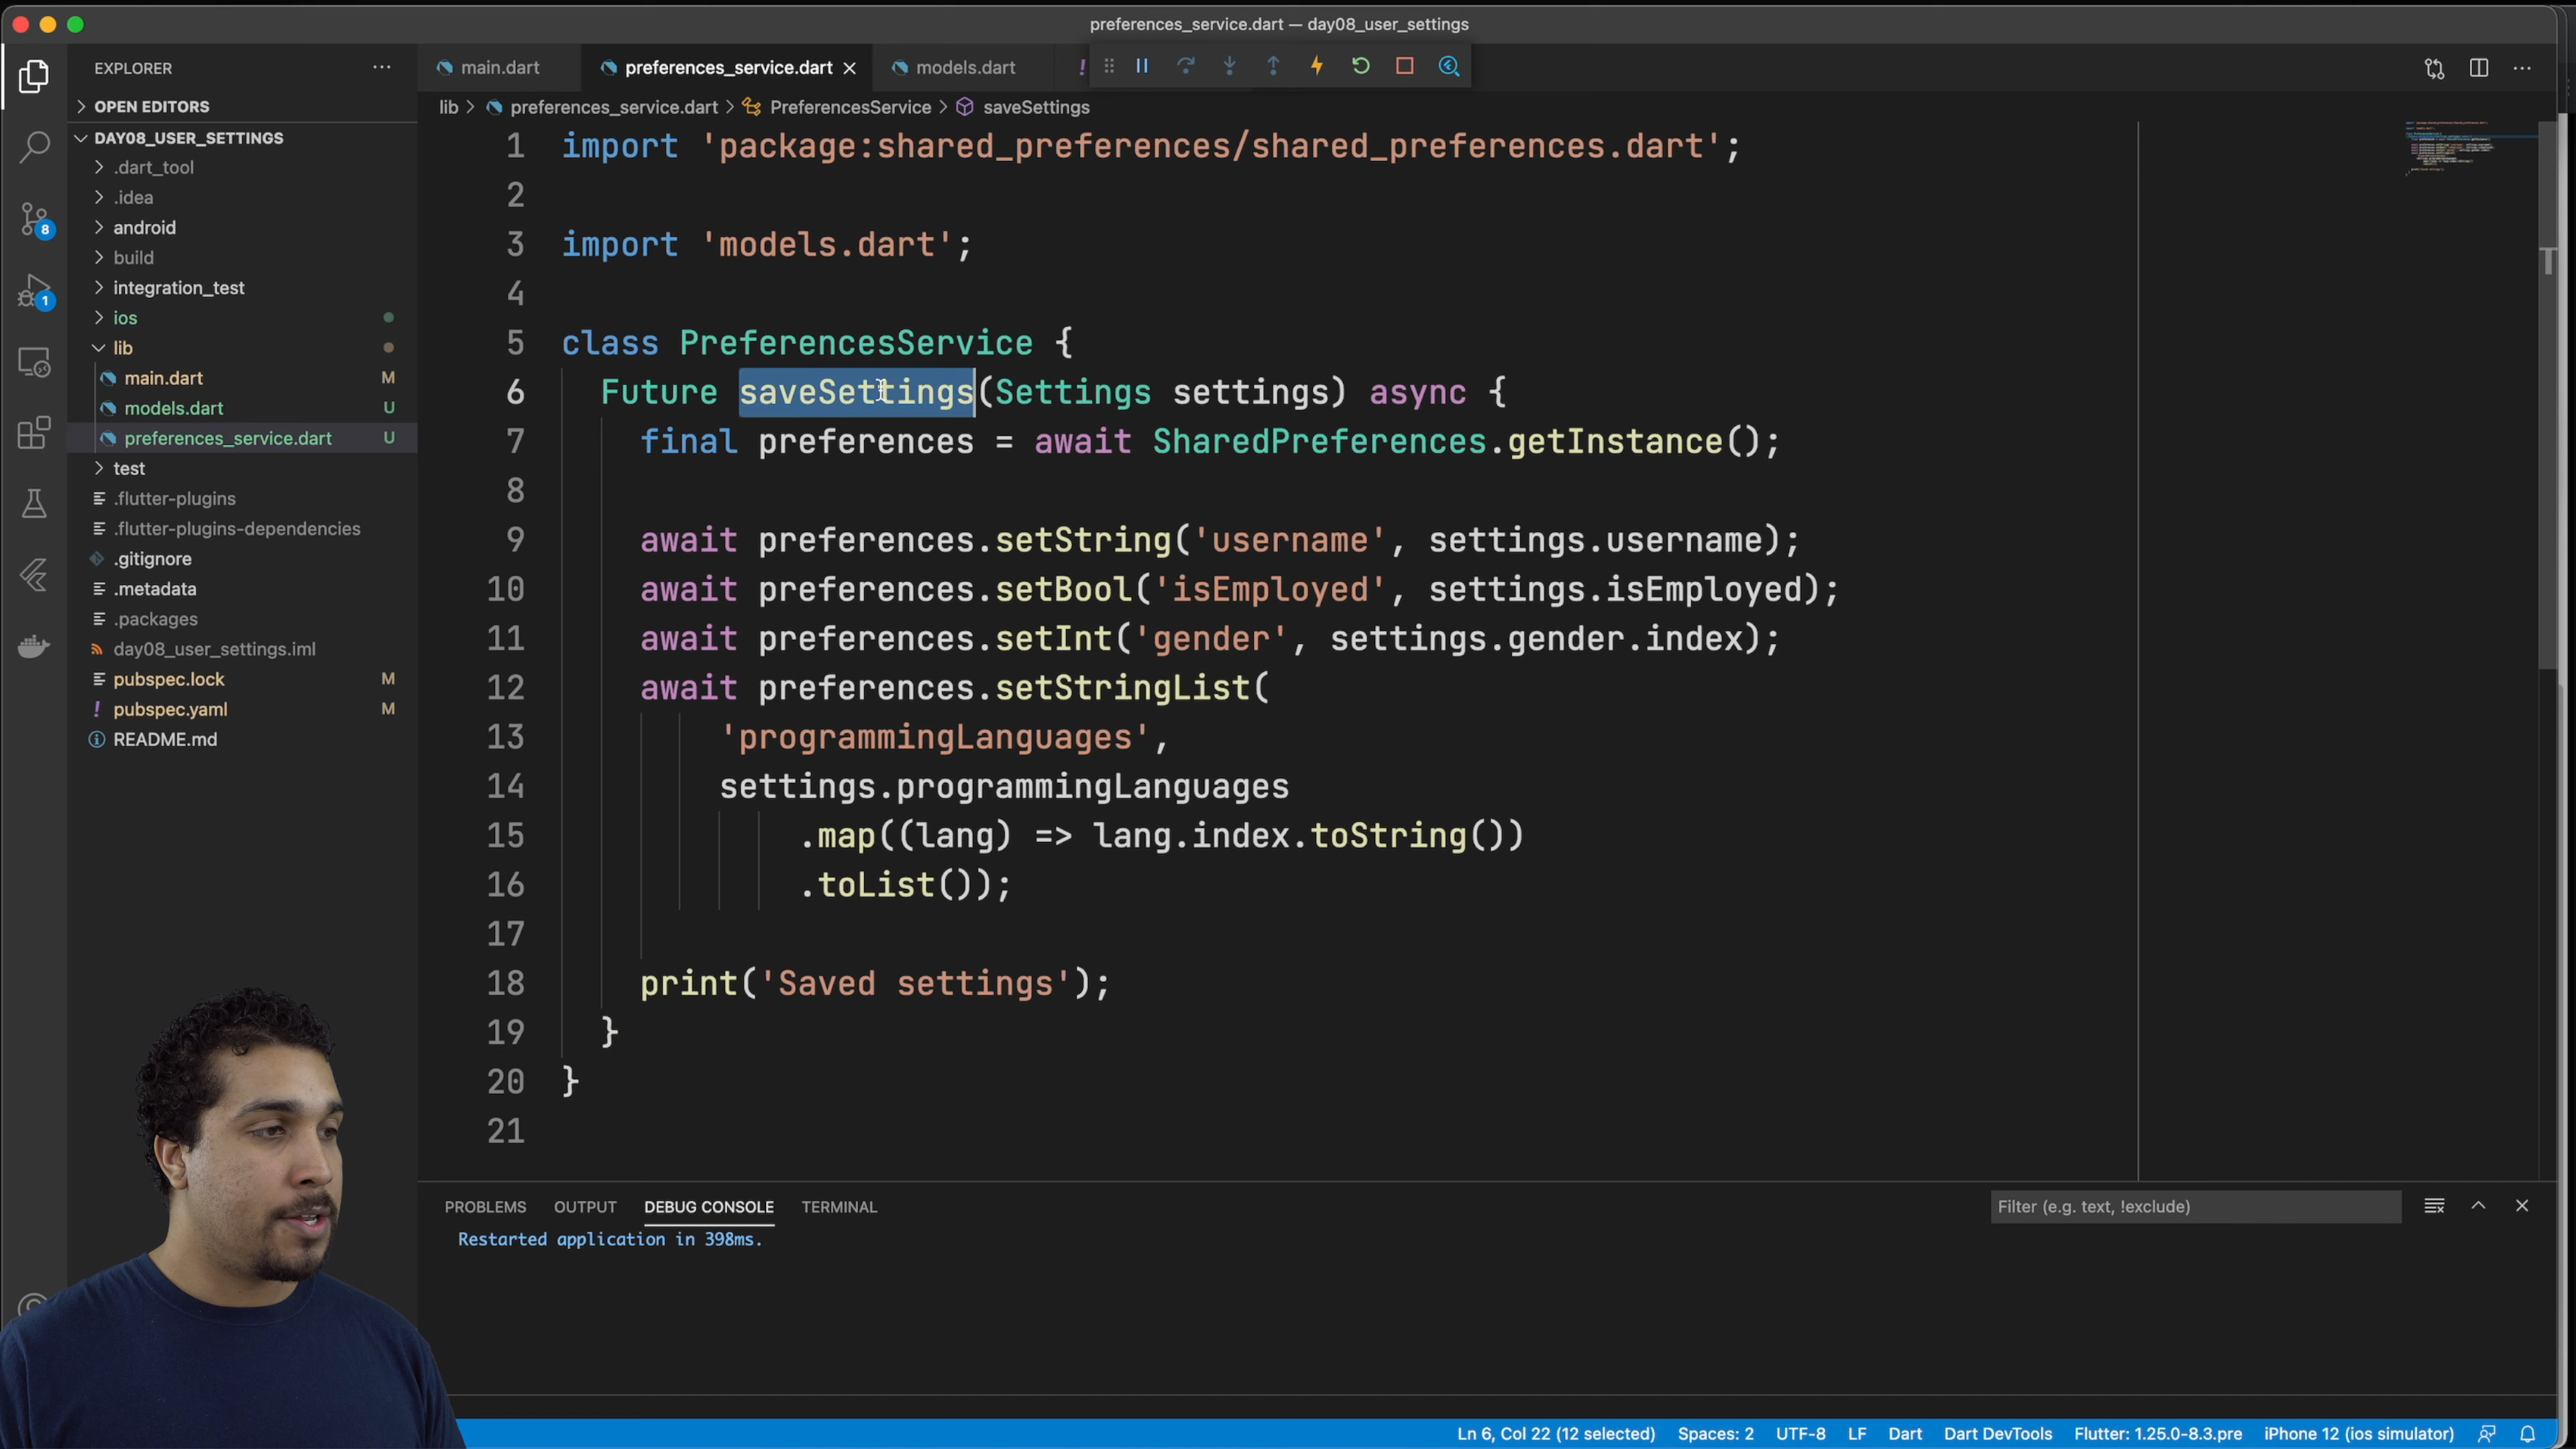 preferences_service.dart — day08_user_settings
EXPLORER
main.dart
preferences_service.dart
models.dart
!
OPEN EDITORS
lib > preferences_service.dart > PreferencesService > saveSettings
DAY08_USER_SETTINGS
.dart_tool
.idea
android
build
integration_test
ios
lib
main.dart M
models.dart U
preferences_service.dart U
test
.flutter-plugins
.flutter-plugins-dependencies
.gitignore
.metadata
.packages
day08_user_settings.iml
pubspec.lock M
! pubspec.yaml M
README.md
8
1
1 import 'package:shared_preferences/shared_preferences.dart';
2
3 import 'models.dart';
4
5 class PreferencesService {
6 Future saveSettings(Settings settings) async {
7 final preferences = await SharedPreferences.getInstance();
8
9 await preferences.setString('username', settings.username);
10 await preferences.setBool('isEmployed', settings.isEmployed);
11 await preferences.setInt('gender', settings.gender.index);
12 await preferences.setStringList(
13 'programmingLanguages',
14 settings.programmingLanguages
15 .map((lang) => lang.index.toString())
16 .toList());
17
18 print('Saved settings');
19 }
20 }
21
PROBLEMS OUTPUT DEBUG CONSOLE TERMINAL
Filter (e.g. text, !exclude)
Restarted application in 398ms.
Ln 6, Col 22 (12 selected) Spaces: 2 UTF-8 LF Dart Dart DevTools Flutter: 1.25.0-8.3.pre iPhone 12 (ios simulator)